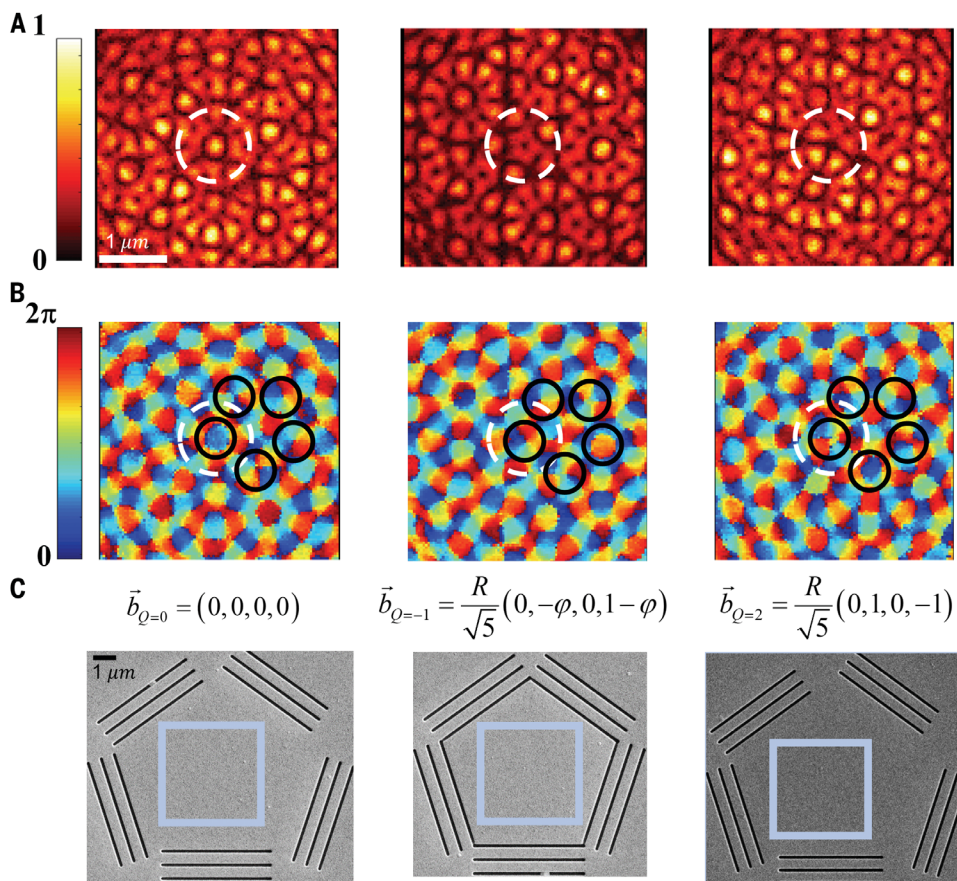 A
1
0
1 μm
B
2π
0
C
b⃗_{Q=0} = (0,0,0,0)
b⃗_{Q=-1} = R/√5 (0,-φ,0,1-φ)
b⃗_{Q=2} = R/√5 (0,1,0,-1)
1 μm